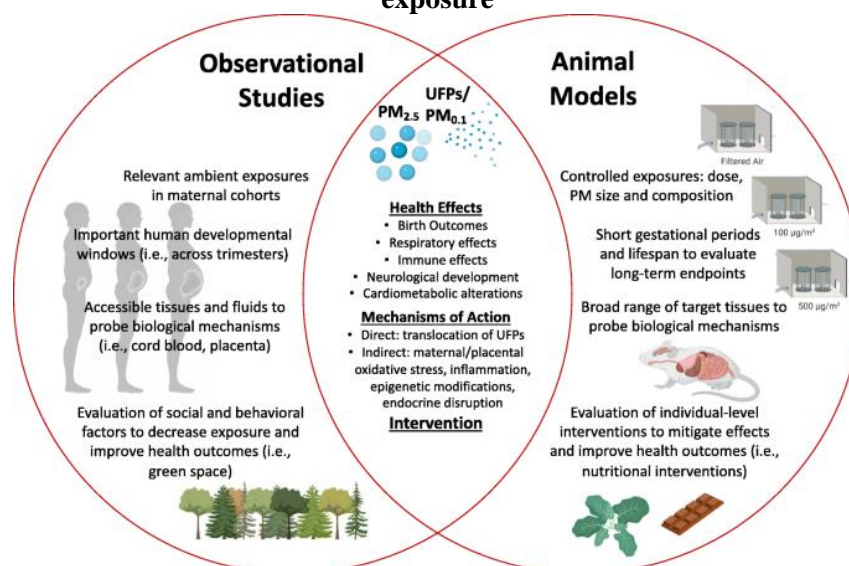 exposure
Observational
Studies
Relevant ambient exposures
in maternal cohorts
Important human developmental
windows (i.e., across trimesters)
Accessible tissues and fluids to
probe biological mechanisms
(i.e., cord blood, placenta)
Evaluation of social and behavioral
factors to decrease exposure and
improve health outcomes (i.e.,
green space)
PM2.5
UFPs/
PM0.1
Health Effects
• Birth Outcomes
• Respiratory effects
• Immune effects
• Neurological development
• Cardiometabolic alterations
Mechanisms of Action
• Direct: translocation of UFPs
• Indirect: maternal/placental
oxidative stress, inflammation,
epigenetic modifications,
endocrine disruption
Intervention
Animal
Models
Filtered Air
Controlled exposures: dose,
PM size and composition
100 µg/m³
Short gestational periods
and lifespan to evaluate
long-term endpoints
500 µg/m³
Broad range of target tissues to
probe biological mechanisms
Evaluation of individual-level
interventions to mitigate effects
and improve health outcomes (i.e.,
nutritional interventions)